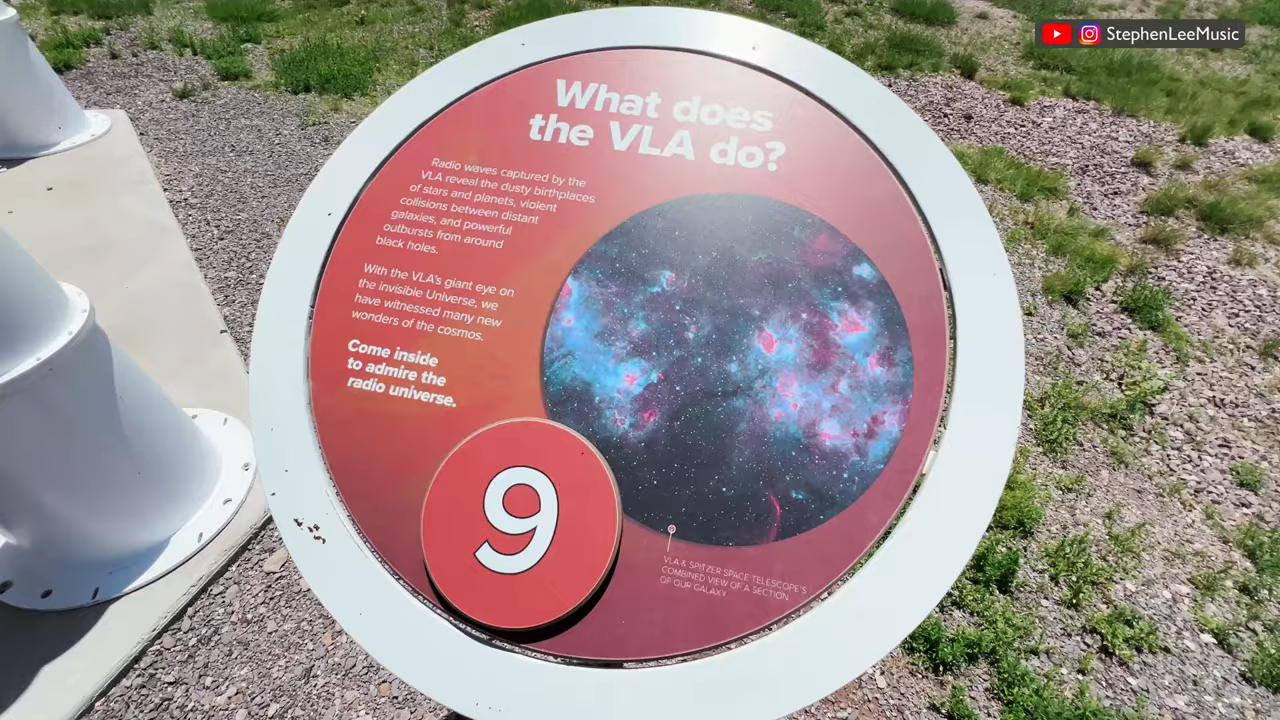 StephenLeeMusic
What does
the VLA do?
Radio waves captured by the
VLA reveal the dusty birthplaces
of stars and planets, violent
collisions between distant
galaxies, and powerful
outbursts from around
black holes.
With the VLA's giant eye on
the invisible Universe, we
have witnessed many new
wonders of the cosmos.
Come inside
to admire the
radio universe.
9
VLA & SPITZER SPACE TELESCOPE'S
COMBINED VIEW OF A SECTION
OF OUR GALAXY